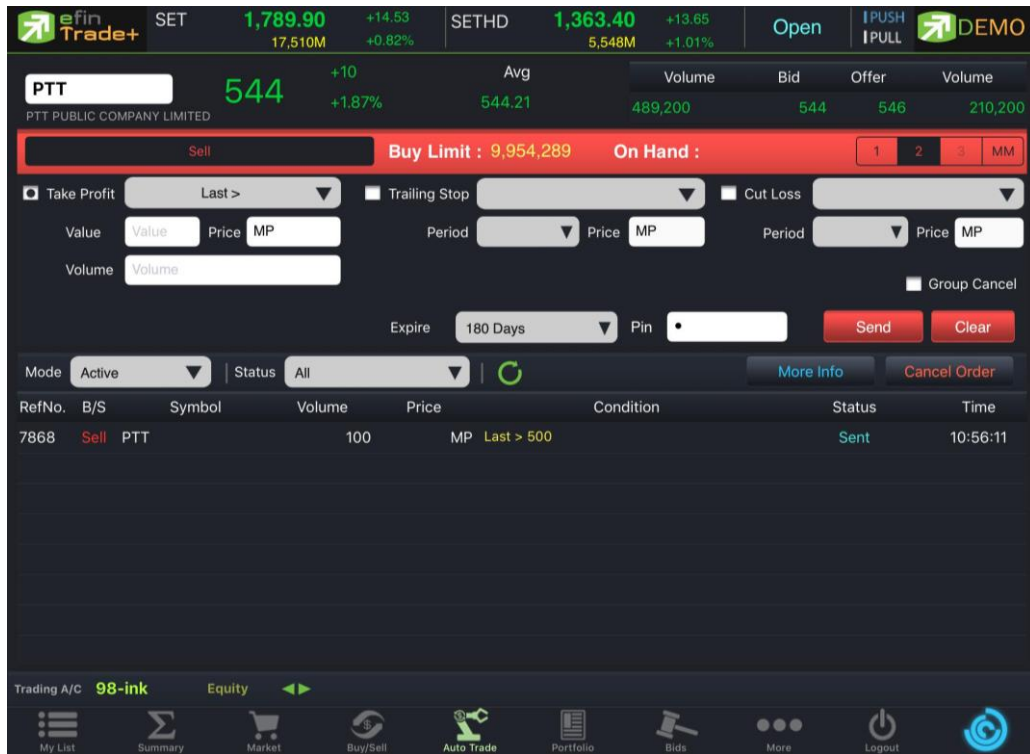 efin Trade+ SET 1,789.90 +14.53 SETHD 1,363.40 +13.65 Open PUSH DEMO
17,510M +0.82% 5,548M +1.01% PULL
PTT 544 +10 Avg Volume Bid Offer Volume
PTT PUBLIC COMPANY LIMITED +1.87% 544.21 489,200 544 546 210,200
Sell Buy Limit : 9,954,289 On Hand : 1 2 3 MM
Take Profit Last > Trailing Stop Cut Loss
Value Value Price MP Period Price MP Period Price MP
Volume Volume
Group Cancel
Expire 180 Days Pin • Send Clear
Mode Active Status All More Info Cancel Order
RefNo. B/S Symbol Volume Price Condition Status Time
7868 Sell PTT 100 MP Last > 500 Sent 10:56:11
Trading A/C 98-ink Equity
My List Summary Market Buy/Sell Auto Trade Portfolio Bids More Logout